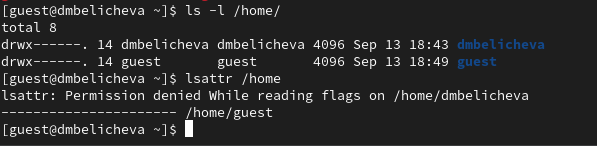 [guest@dmbelicheva ~]$ ls -l /home/
total 8
drwx------. 14 dmbelicheva dmbelicheva 4096 Sep 13 18:43 dmbelicheva
drwx------. 14 guest       guest       4096 Sep 13 18:49 guest
[guest@dmbelicheva ~]$ lsattr /home
lsattr: Permission denied While reading flags on /home/dmbelicheva
---------------------- /home/guest
[guest@dmbelicheva ~]$